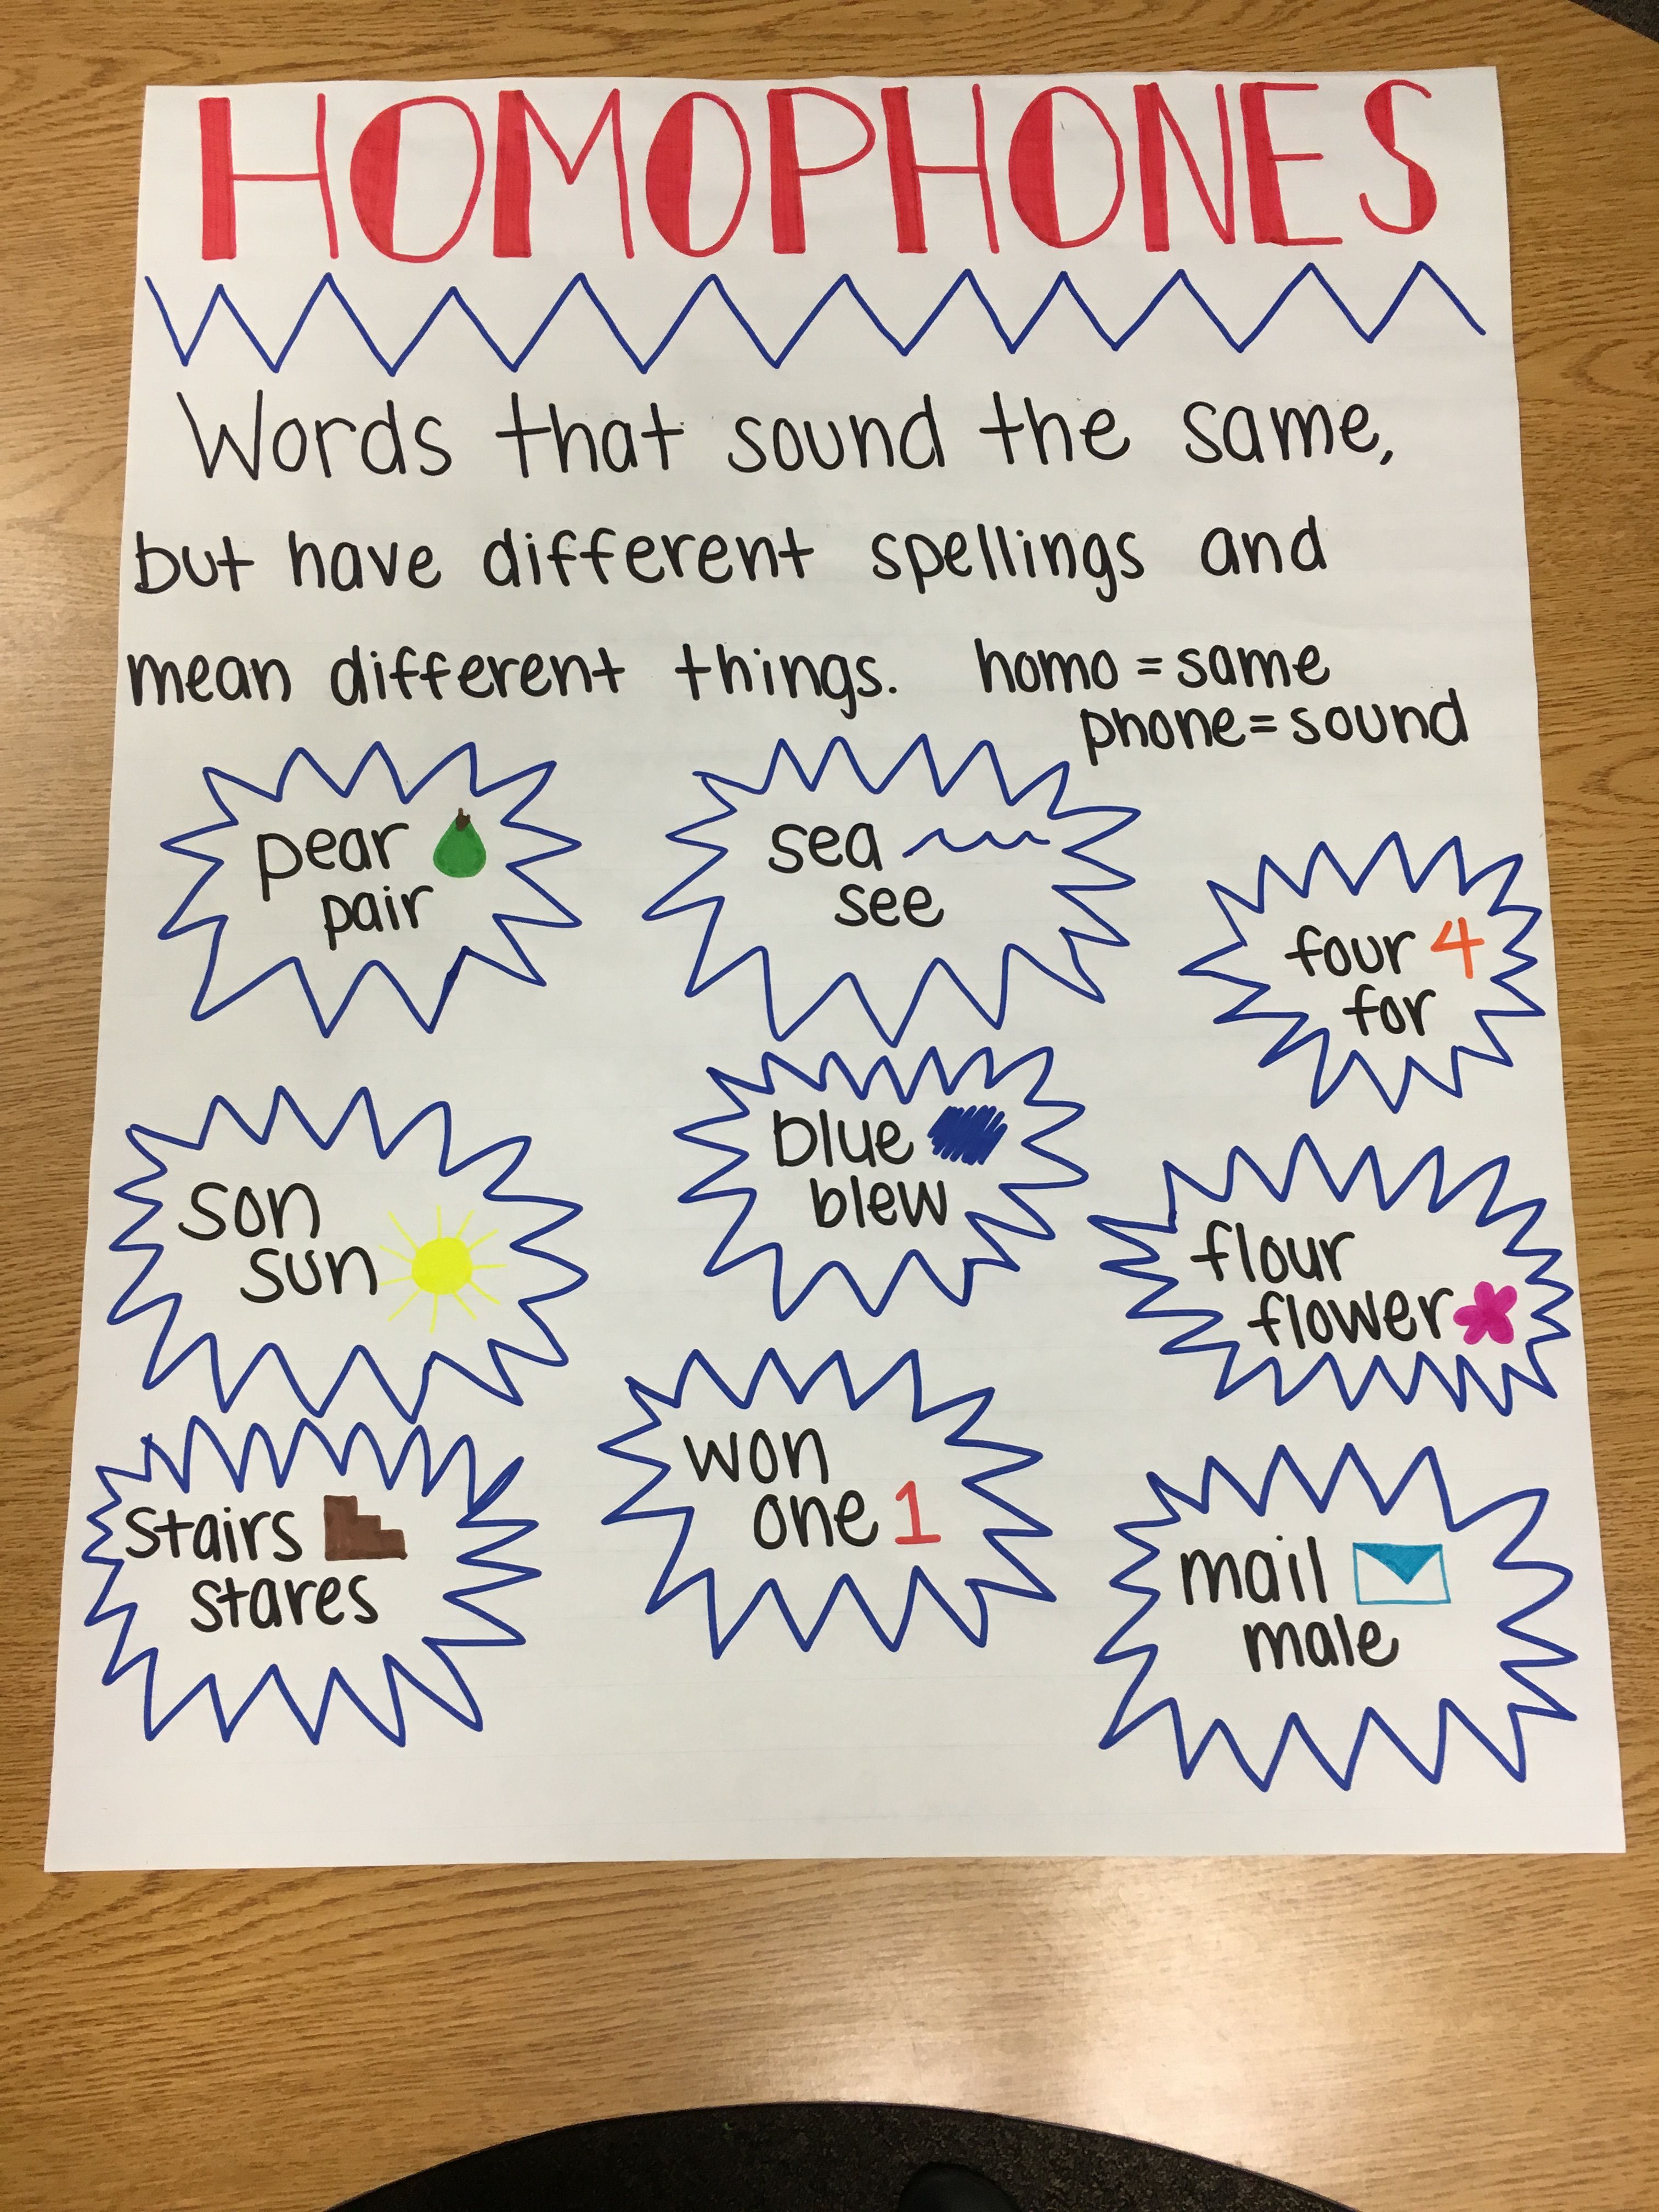 HOMOPHONES
Words that sound the same,
but have different spellings and
mean different things.
homo = same
phone = sound
pear
pair
sea
see
four 4
for
son
sun
blue
blew
flour
flower
stairs
stares
won
one 1
mail
male